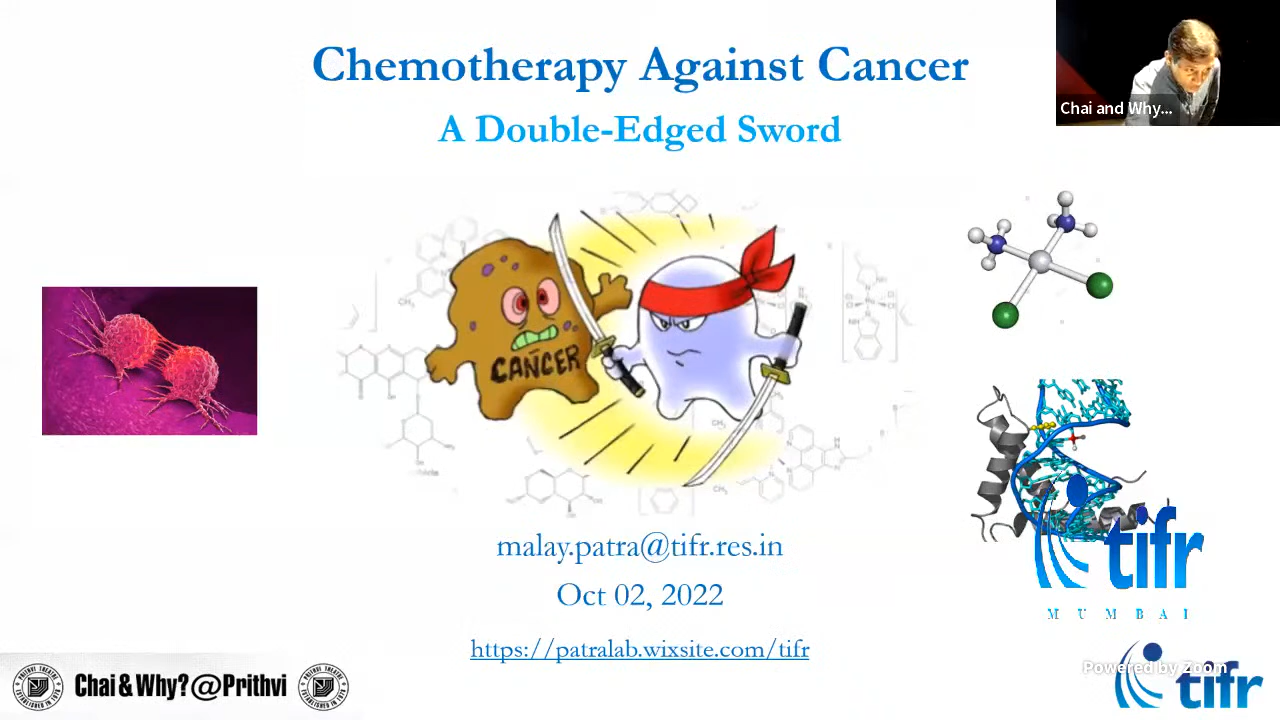 Chemotherapy Against Cancer
A Double-Edged Sword
Chai and Why...
CANCER
malay.patra@tifr.res.in
Oct 02, 2022
https://patralab.wixsite.com/tifr
tifr
MUMBAI
Chai & Why? @Prithvi
Powered by Zoom
tifr